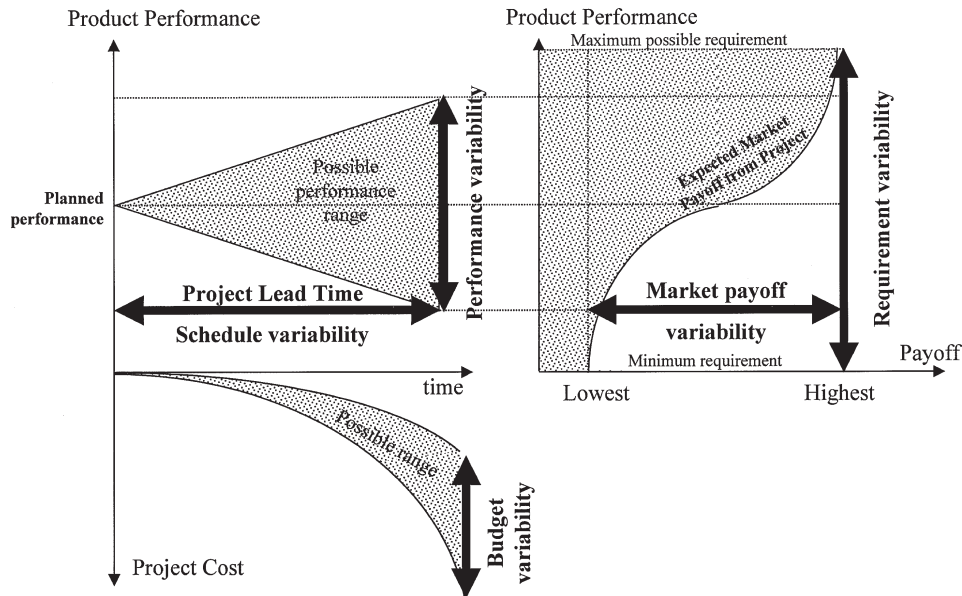 Product Performance
Planned
performance
Possible
performance
range
Performance variability
Project Lead Time
Schedule variability
time
Possible range
Budget
variability
Project Cost
Product Performance
Maximum possible requirement
Expected Market
Payoff from Project
Requirement variability
Market payoff
variability
Minimum requirement
Payoff
Lowest
Highest